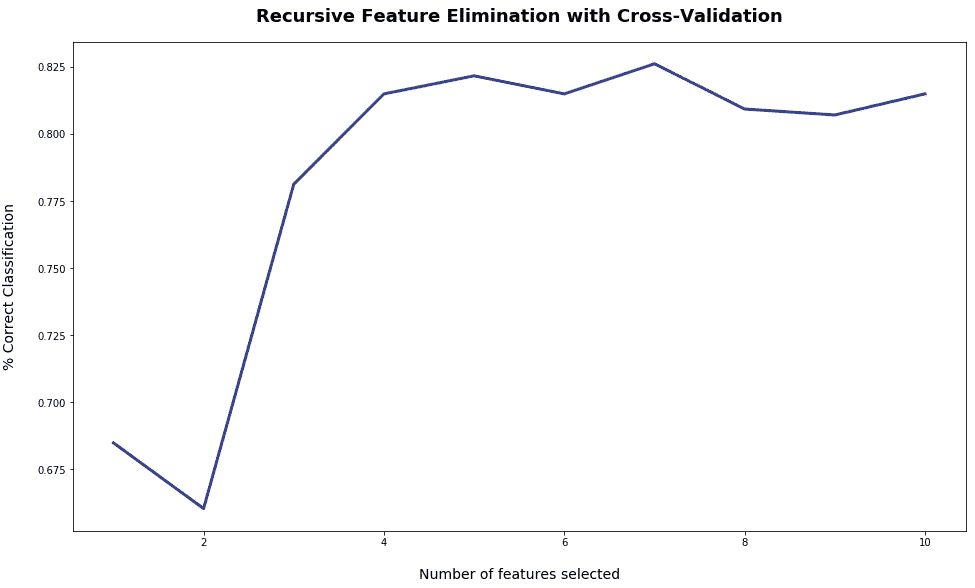 Recursive Feature Elimination with Cross-Validation
0.825
0.800
0.775
0.750
0.725
0.700
0.675
% Correct Classification
2 4 6 8 10
Number of features selected